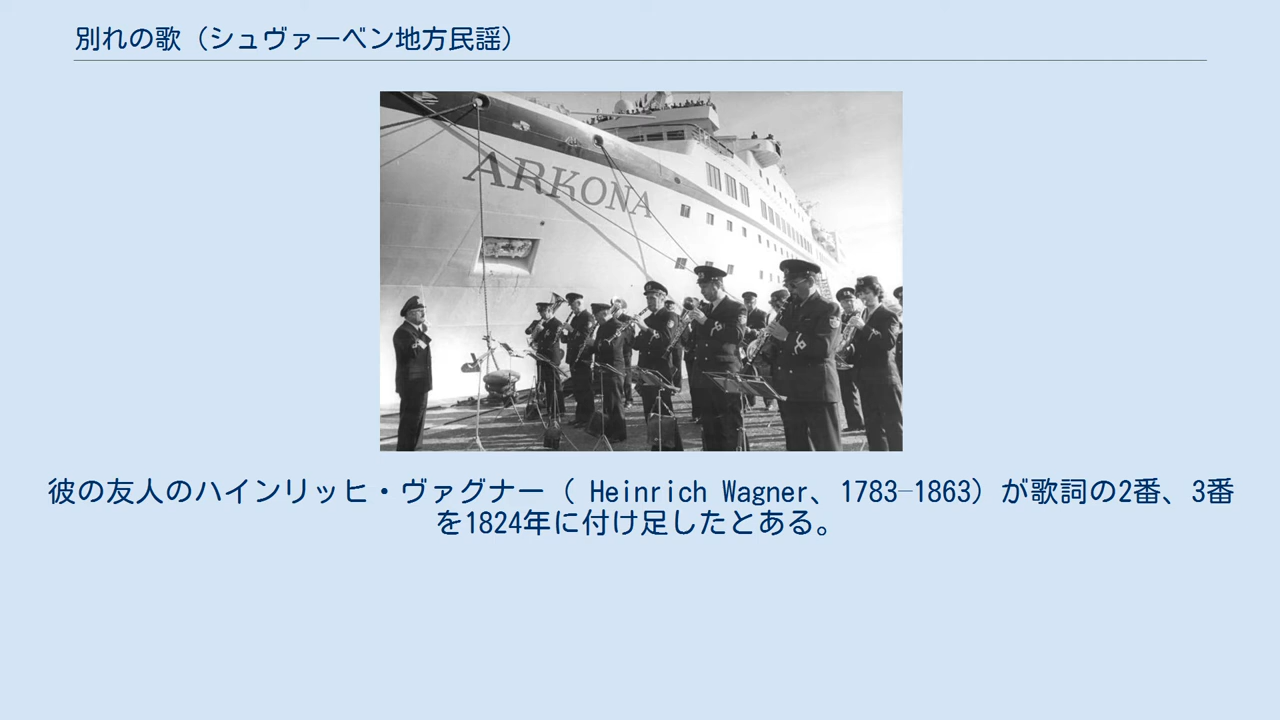 別れの歌（シュヴァーベン地方民謡）
ARKONA
彼の友人のハインリッヒ・ヴァグナー（ Heinrich Wagner、1783–1863）が歌詞の2番、3番
を1824年に付け足したとある。